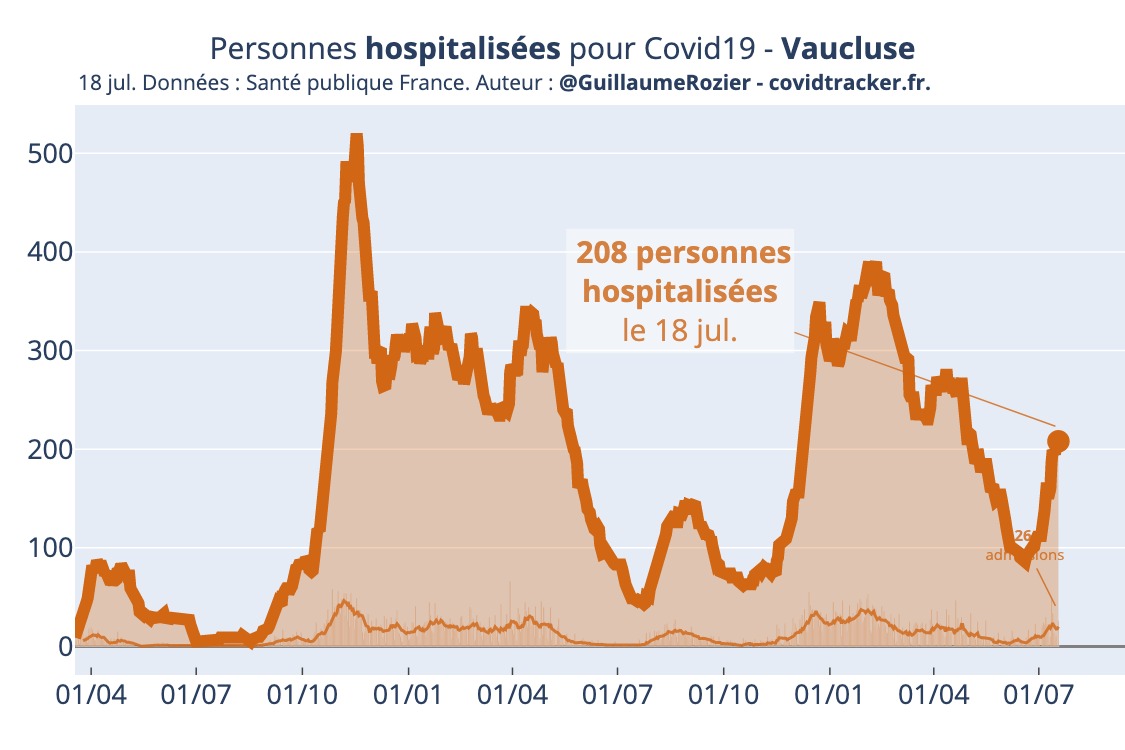 Personnes hospitalisées pour Covid19 - Vaucluse
18 jul. Données : Santé publique France. Auteur : @GuillaumeRozier - covidtracker.fr.
500
400
300
200
100
0
208 personnes
hospitalisées
le 18 jul.
26
admissions
01/04
01/07
01/10
01/01
01/04
01/07
01/10
01/01
01/04
01/07